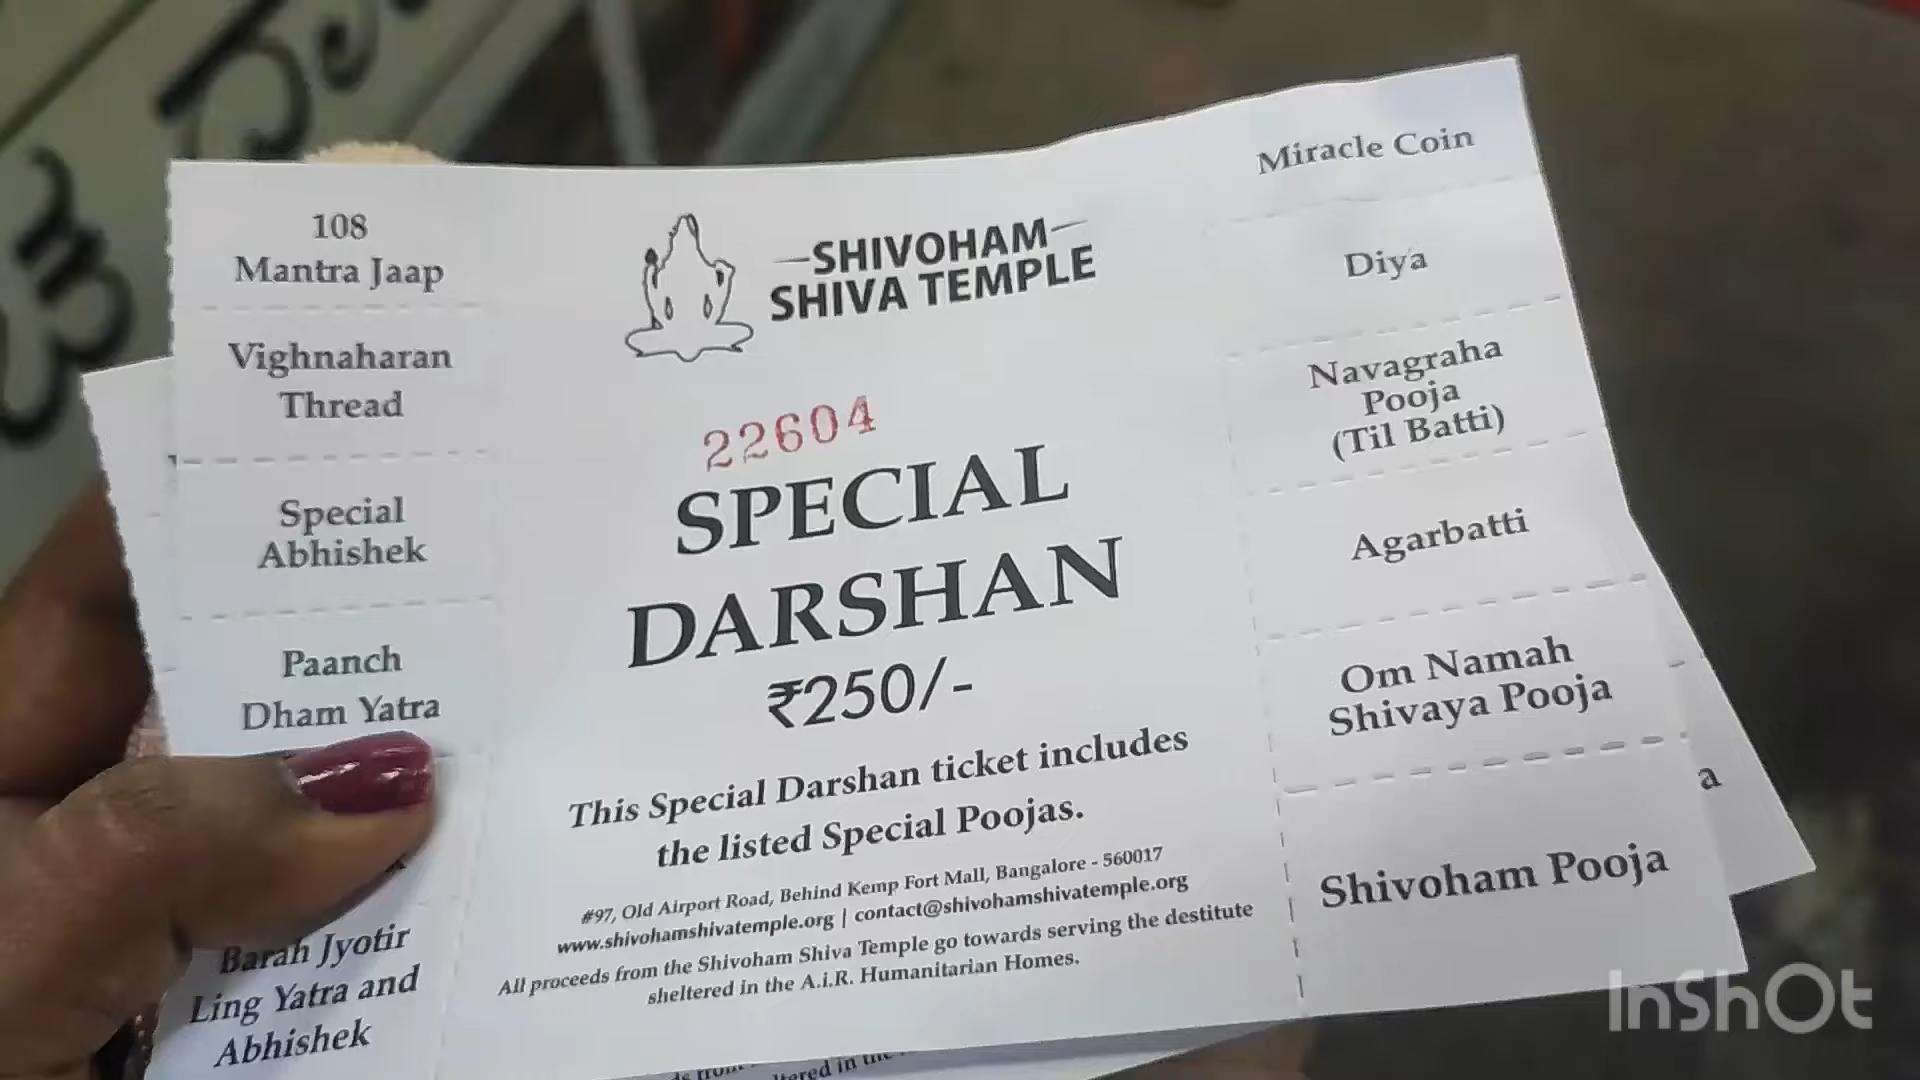 108
Mantra Jaap
Vighnaharan
Thread
Special
Abhishek
Paanch
Dham Yatra
Barah Jyotir
Ling Yatra and
Abhishek
SHIVOHAM
SHIVA TEMPLE
22604
SPECIAL
DARSHAN
₹250/-
This Special Darshan ticket includes
the listed Special Poojas.
#97, Old Airport Road, Behind Kemp Fort Mall, Bangalore - 560017
www.shivohamshivatemple.org | contact@shivohamshivatemple.org
All proceeds from the Shivoham Shiva Temple go towards serving the destitute
sheltered in the A.i.R. Humanitarian Homes.
Miracle Coin
Diya
Navagraha
Pooja
(Til Batti)
Agarbatti
Om Namah
Shivaya Pooja
Shivoham Pooja
a
in the
InShOt